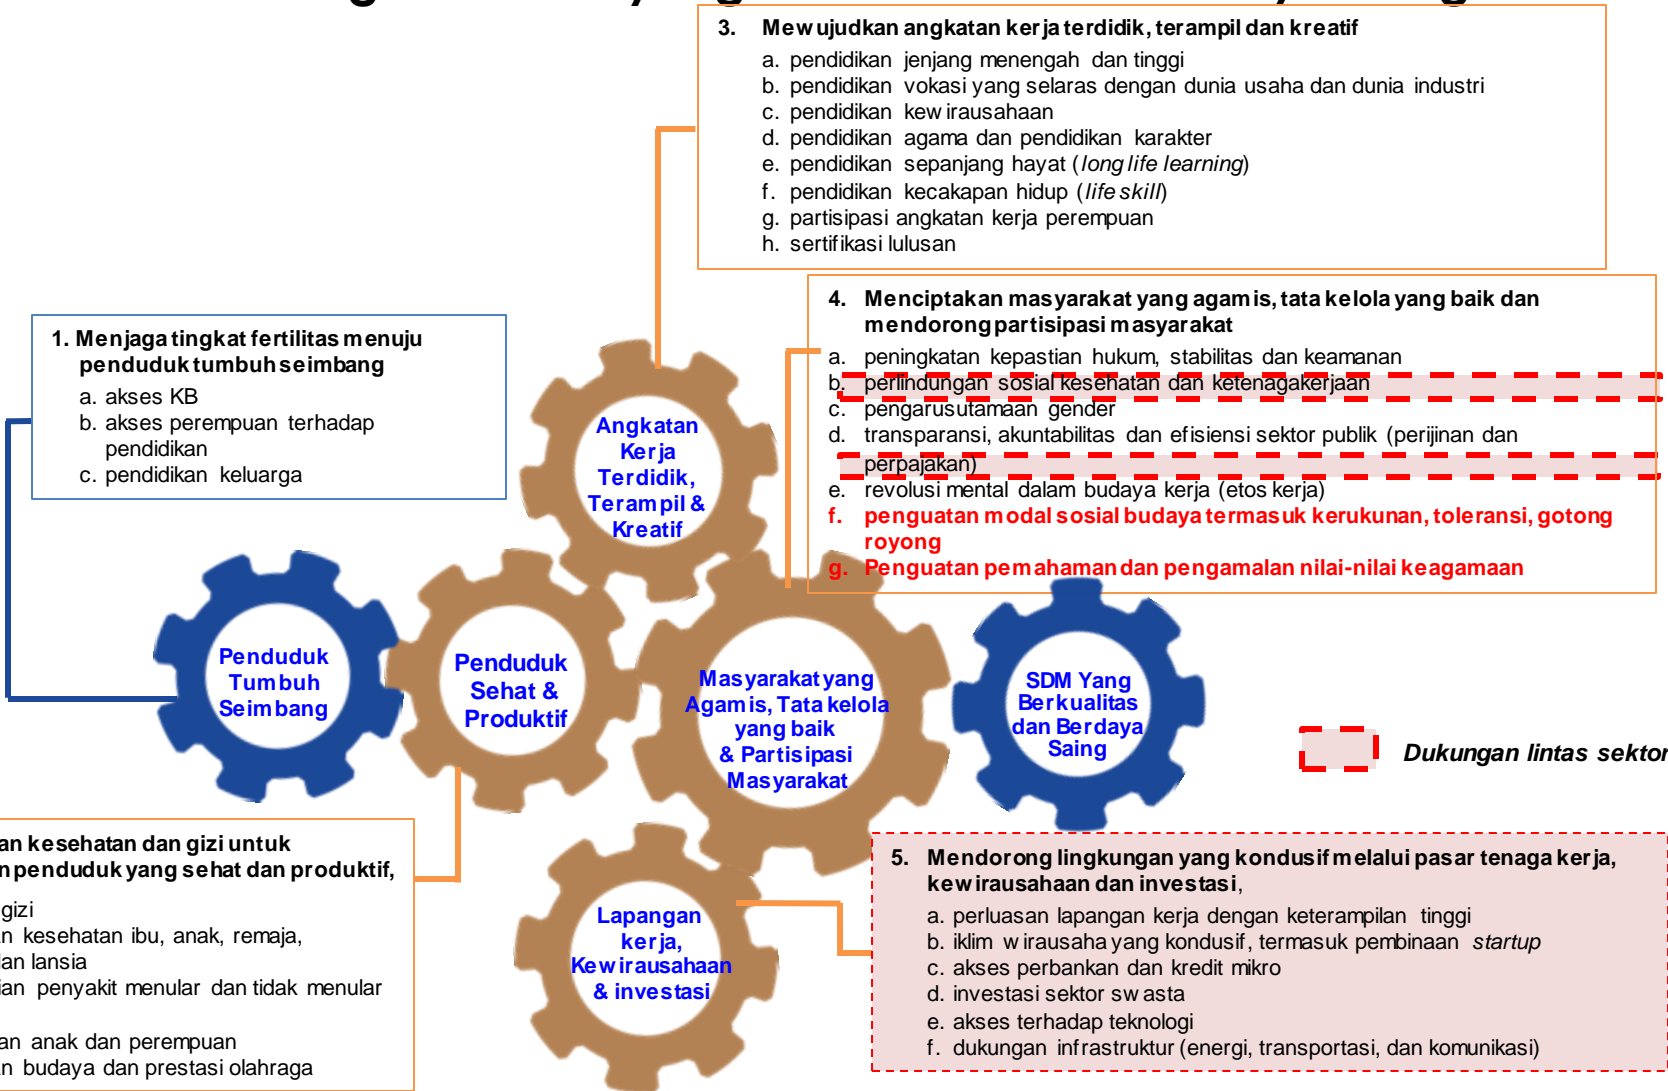 3. Mewujudkan angkatan kerja terdidik, terampil dan kreatif
a. pendidikan jenjang menengah dan tinggi
b. pendidikan vokasi yang selaras dengan dunia usaha dan dunia industri
c. pendidikan kewirausahaan
d. pendidikan agama dan pendidikan karakter
e. pendidikan sepanjang hayat (long life learning)
f. pendidikan kecakapan hidup (life skill)
g. partisipasi angkatan kerja perempuan
h. sertifikasi lulusan
4. Menciptakan masyarakat yang agamis, tata kelola yang baik dan
mendorong partisipasi masyarakat
a. peningkatan kepastian hukum, stabilitas dan keamanan
b. perlindungan sosial kesehatan dan ketenagakerjaan
c. pengarusutamaan gender
d. transparansi, akuntabilitas dan efisiensi sektor publik (perijinan dan
perpajakan)
e. revolusi mental dalam budaya kerja (etos kerja)
f. penguatan modal sosial budaya termasuk kerukunan, toleransi, gotong
royong
g. Penguatan pemahaman dan pengamalan nilai-nilai keagamaan
1. Menjaga tingkat fertilitas menuju
penduduk tumbuh seimbang
a. akses KB
b. akses perempuan terhadap
pendidikan
c. pendidikan keluarga
Angkatan
Kerja
Terdidik,
Terampil &
Kreatif
Penduduk
Tumbuh
Seimbang
Penduduk
Sehat &
Produktif
Masyarakat yang
Agamis, Tata kelola
yang baik
& Partisipasi
Masyarakat
SDM Yang
Berkualitas
dan Berdaya
Saing
Dukungan lintas sektor
an kesehatan dan gizi untuk
n penduduk yang sehat dan produktif,
gizi
an kesehatan ibu, anak, remaja,
dan lansia
ian penyakit menular dan tidak menular
an anak dan perempuan
an budaya dan prestasi olahraga
Lapangan
kerja,
Kewirausahaan
& investasi
5. Mendorong lingkungan yang kondusif melalui pasar tenaga kerja,
kewirausahaan dan investasi,
a. perluasan lapangan kerja dengan keterampilan tinggi
b. iklim wirausaha yang kondusif, termasuk pembinaan startup
c. akses perbankan dan kredit mikro
d. investasi sektor swasta
e. akses terhadap teknologi
f. dukungan infrastruktur (energi, transportasi, dan komunikasi)